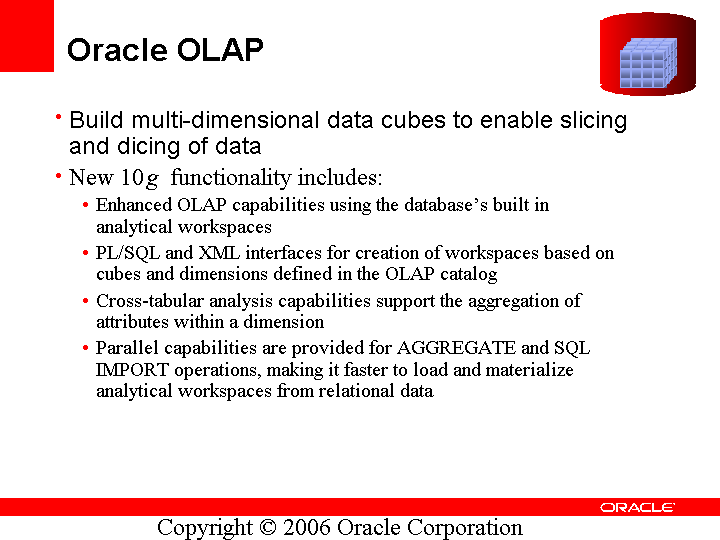 Oracle OLAP
• Build multi-dimensional data cubes to enable slicing
and dicing of data
• New 10g functionality includes:
• Enhanced OLAP capabilities using the database’s built in
analytical workspaces
• PL/SQL and XML interfaces for creation of workspaces based on
cubes and dimensions defined in the OLAP catalog
• Cross-tabular analysis capabilities support the aggregation of
attributes within a dimension
• Parallel capabilities are provided for AGGREGATE and SQL
IMPORT operations, making it faster to load and materialize
analytical workspaces from relational data
ORACLE
Copyright © 2006 Oracle Corporation